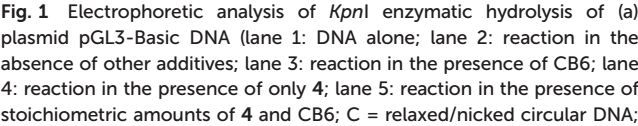 Fig. 1 Electrophoretic analysis of KpnI enzymatic hydrolysis of (a)
plasmid pGL3-Basic DNA (lane 1: DNA alone; lane 2: reaction in the
absence of other additives; lane 3: reaction in the presence of CB6; lane
4: reaction in the presence of only 4; lane 5: reaction in the presence of
stoichiometric amounts of 4 and CB6; C = relaxed/nicked circular DNA,